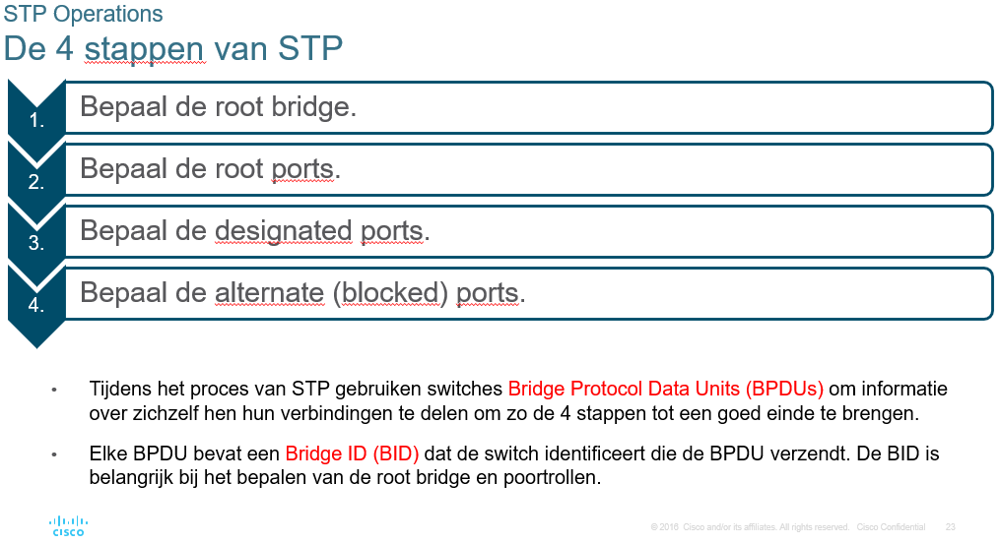 STP Operations
De 4 stappen van STP
1. Bepaal de root bridge.
2. Bepaal de root ports.
3. Bepaal de designated ports.
4. Bepaal de alternate (blocked) ports.
• Tijdens het proces van STP gebruiken switches Bridge Protocol Data Units (BPDUs) om informatie
over zichzelf hen hun verbindingen te delen om zo de 4 stappen tot een goed einde te brengen.
• Elke BPDU bevat een Bridge ID (BID) dat de switch identificeert die de BPDU verzendt. De BID is
belangrijk bij het bepalen van de root bridge en poortrollen.
CISCO
© 2016 Cisco and/or its affiliates. All rights reserved. Cisco Confidential 23